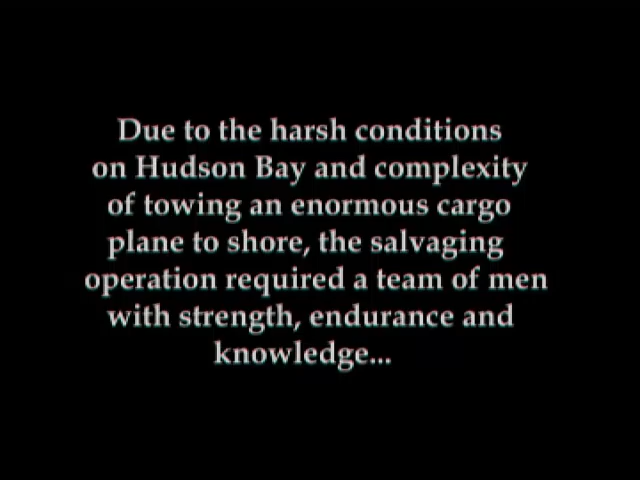 Due to the harsh conditions
on Hudson Bay and complexity
of towing an enormous cargo
plane to shore, the salvaging
operation required a team of men
with strength, endurance and
knowledge...